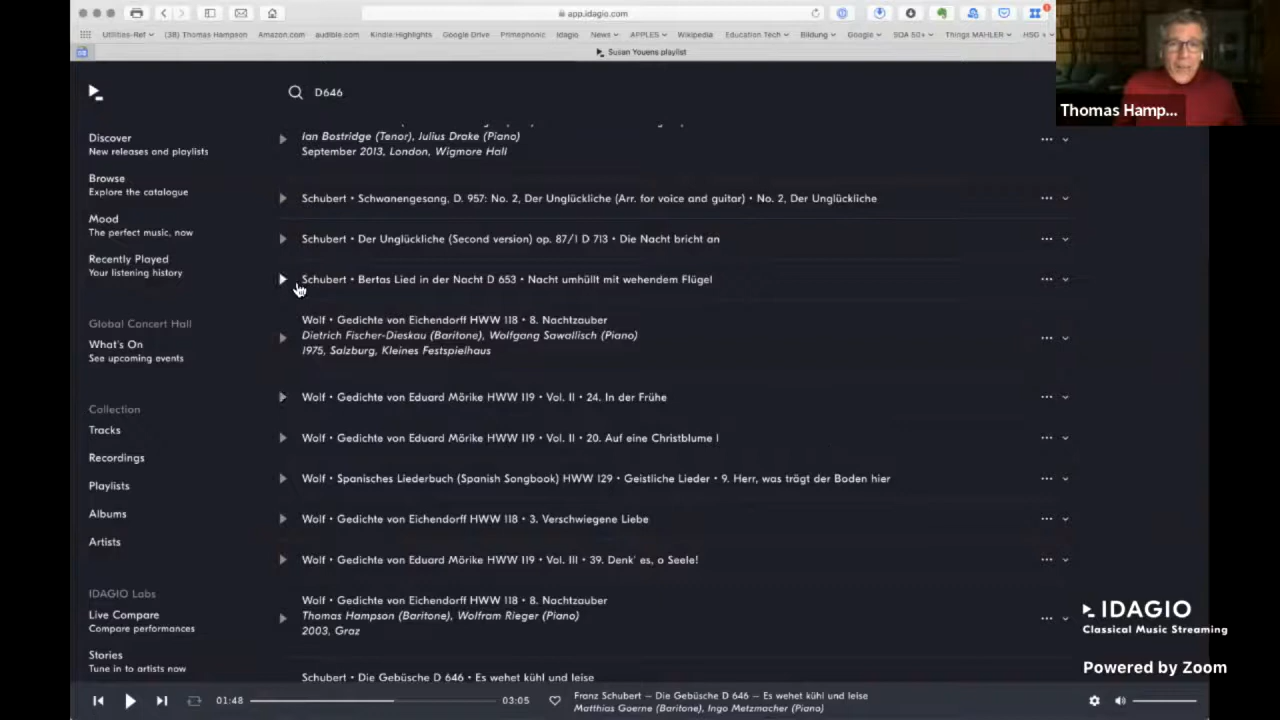 app.idagio.com
Utilities-Ref
(38) Thomas Hampson
Amazon.com
audible.com
Kindle:Highlights
Google Drive
Primephonic
Idagio
News
APPLES
Wikipedia
Education Tech
Bildung
Google
SOA 50+
Things MAHLER
HSG
Susan Youens playlist
Thomas Hamp...
D646
Discover
New releases and playlists
Browse
Explore the catalogue
Mood
The perfect music, now
Recently Played
Your listening history
Global Concert Hall
What's On
See upcoming events
Collection
Tracks
Recordings
Playlists
Albums
Artists
IDAGIO Labs
Live Compare
Compare performances
Stories
Tune in to artists now
Ian Bostridge (Tenor), Julius Drake (Piano)
September 2013, London, Wigmore Hall
Schubert • Schwanengesang, D. 957: No. 2, Der Unglückliche (Arr. for voice and guitar) • No. 2, Der Unglückliche
Schubert • Der Unglückliche (Second version) op. 87/1 D 713 • Die Nacht bricht an
Schubert • Bertas Lied in der Nacht D 653 • Nacht umhüllt mit wehendem Flügel
Wolf • Gedichte von Eichendorff HWW 118 • 8. Nachtzauber
Dietrich Fischer-Dieskau (Baritone), Wolfgang Sawallisch (Piano)
1975, Salzburg, Kleines Festspielhaus
Wolf • Gedichte von Eduard Mörike HWW 119 • Vol. II • 24. In der Frühe
Wolf • Gedichte von Eduard Mörike HWW 119 • Vol. II • 20. Auf eine Christblume I
Wolf • Spanisches Liederbuch (Spanish Songbook) HWW 129 • Geistliche Lieder • 9. Herr, was trägt der Boden hier
Wolf • Gedichte von Eichendorff HWW 118 • 3. Verschwiegene Liebe
Wolf • Gedichte von Eduard Mörike HWW 119 • Vol. III • 39. Denk' es, o Seele!
Wolf • Gedichte von Eichendorff HWW 118 • 8. Nachtzauber
Thomas Hampson (Baritone), Wolfram Rieger (Piano)
2003, Graz
Schubert • Die Gebüsche D 646 • Es wehet kühl und leise
IDAGIO
Classical Music Streaming
Powered by Zoom
01:48
03:05
Franz Schubert – Die Gebüsche D 646 – Es wehet kühl und leise
Matthias Goerne (Baritone), Ingo Metzmacher (Piano)